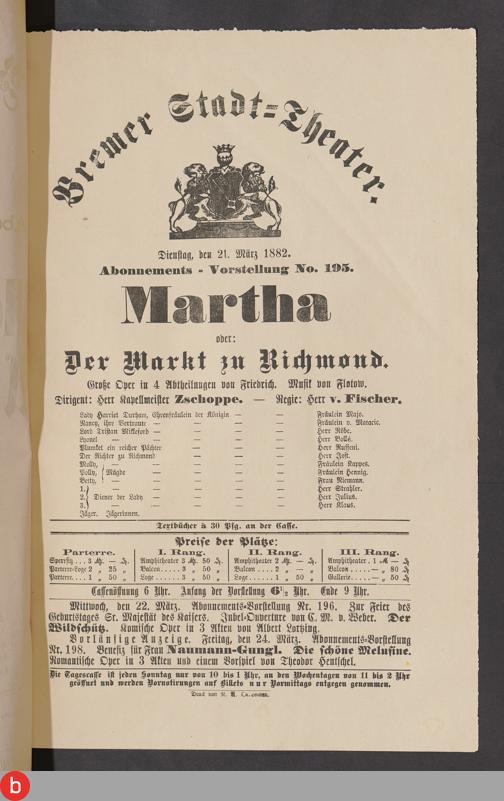 Bremer Stadt-Theater.
Dienstag, den 21. März 1882.
Abonnements - Vorstellung No. 195.
Martha
oder:
Der Markt zu Richmond.
Große Oper in 4 Abtheilungen von Friedrich. Musik von Flotow.
Dirigent: Herr Kapellmeister Zschoppe. — Regie: Herr v. Fischer.
Lady Harriet Durham, Ehrenfräulein der Königin — — Fräulein Majo.
Nancy, ihre Vertraute — — — — Fräulein v.
Lord Tristan Mikleford — — — — Herr
Lyonel — — — — — Herr Bollé.
Plumket ein reicher Pächter — — — Herr Ruffeni.
Der Richter zu Richmond — — — Herr Jost.
Molly, — — — — Fräulein Kappes.
Polly, Mägde — — — — Fräulein Hennig.
Betty, — — — — Frau Niemann.
1. — — — — Herr Strahler.
2. Diener der Lady — — — — Herr Julius.
3. — — — — Herr Klaus.
Jäger. Jägerinnen.
Textbücher à 30 Pfg. an der Casse.
Preise der Plätze:
Parterre. I. Rang. II. Rang. III. Rang.
Sperrsitz . . . 3 Mk. — Amphitheater 3 Mk. 50 Amphitheater 2 Mk. — Amphitheater . 1 —
Parterre-Loge 2 „ 25 „ Balcon . . . . . 3 „ 50 „ Balcon . . . . . 2 „ — „ Balcon . . . . . — „ 80
Parterre. . . . 1 „ 50 „ Loge . . . . . . 3 „ 50 „ Loge . . . . . . 1 „ 50 „ Gallerie. . . . . — „ 50
Cassenöffnung 6 Uhr. Anfang der Vorstellung 6½ Uhr. Ende 9 Uhr.
Mittwoch, den 22. März. Abonnements-Vorstellung Nr. 196. Zur Feier des
Geburtstages Sr. Majestät des Kaisers. Jubel-Ouverture von C. M. v. Weber. Der
Wildschütz. Komische Oper in 3 Akten von Albert Lortzing.
Vorläufige Anzeige. Freitag, den 24. März. Abonnements-Vorstellung
Nr. 198. Benefiz für Frau Naumann-Gungl. Die schöne Melusine.
Romantische Oper in 3 Akten und einem Vorspiel von Theodor Hentschel.
Die Tagescasse ist jeden Sonntag nur von 10 bis 1 Uhr, an den Wochentagen von 11 bis 2 Uhr
geöffnet und werden Vornotirungen auf Billets nur Vormittags entgegen genommen.
Druck von
b